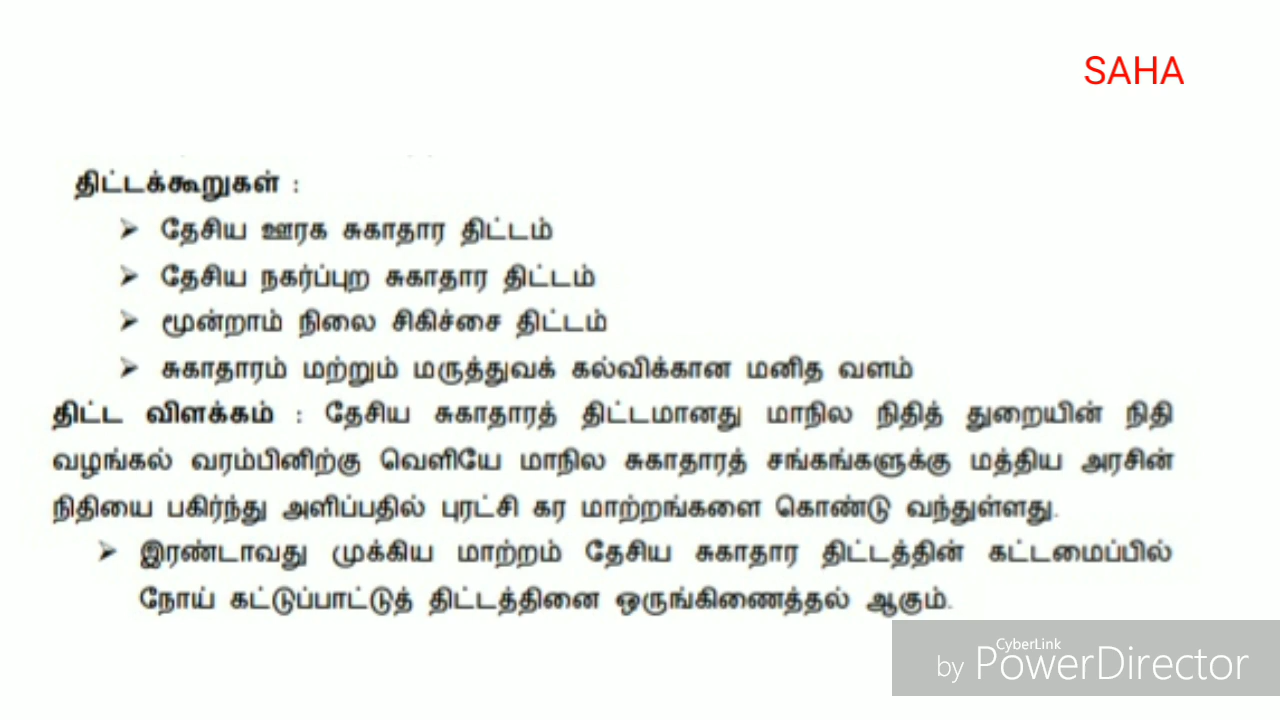 SAHA
திட்டக்கூறுகள் :
➢ தேசிய ஊரக சுகாதார திட்டம்
➢ தேசிய நகர்ப்புற சுகாதார திட்டம்
➢ மூன்றாம் நிலை சிகிச்சை திட்டம்
➢ சுகாதாரம் மற்றும் மருத்துவக் கல்விக்கான மனித வளம்
திட்ட விளக்கம் : தேசிய சுகாதாரத் திட்டமானது மாநில நிதித் துறையின் நிதி
வழங்கல் வரம்பினிற்கு வெளியே மாநில சுகாதாரத் சங்கங்களுக்கு மத்திய அரசின்
நிதியை பகிர்ந்து அளிப்பதில் புரட்சி கர மாற்றங்களை கொண்டு வந்துள்ளது.
➢ இரண்டாவது முக்கிய மாற்றம் தேசிய சுகாதார திட்டத்தின் கட்டமைப்பில்
நோய் கட்டுப்பாட்டுத் திட்டத்தினை ஒருங்கிணைத்தல் ஆகும்.
CyberLink
by PowerDirector